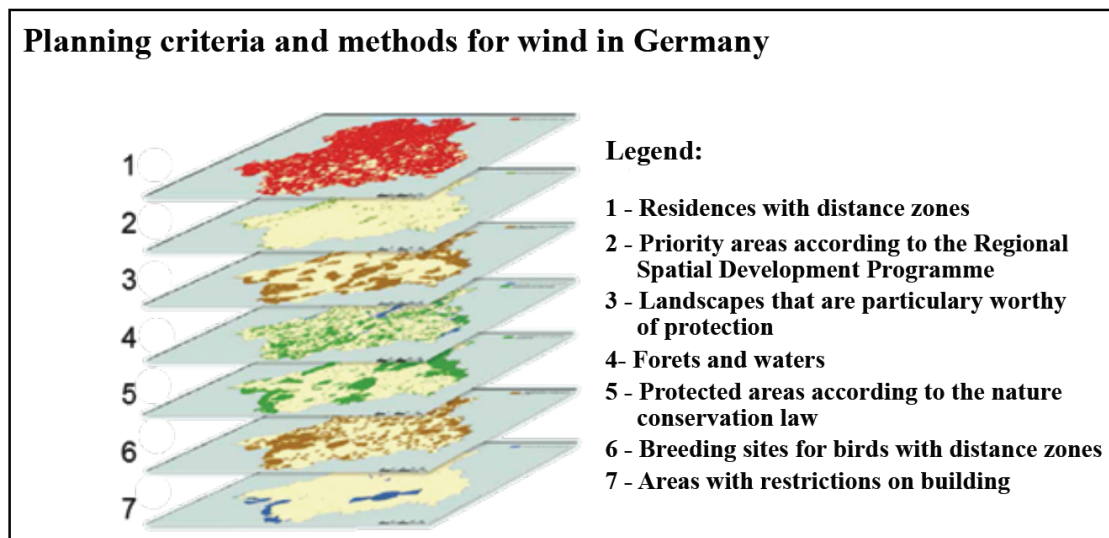 Planning criteria and methods for wind in Germany
Legend:
1
2
3
4
5
6
7
1 - Residences with distance zones
2 - Priority areas according to the Regional
Spatial Development Programme
3 - Landscapes that are particulary worthy
of protection
4- Forets and waters
5 - Protected areas according to the nature
conservation law
6 - Breeding sites for birds with distance zones
7 - Areas with restrictions on building